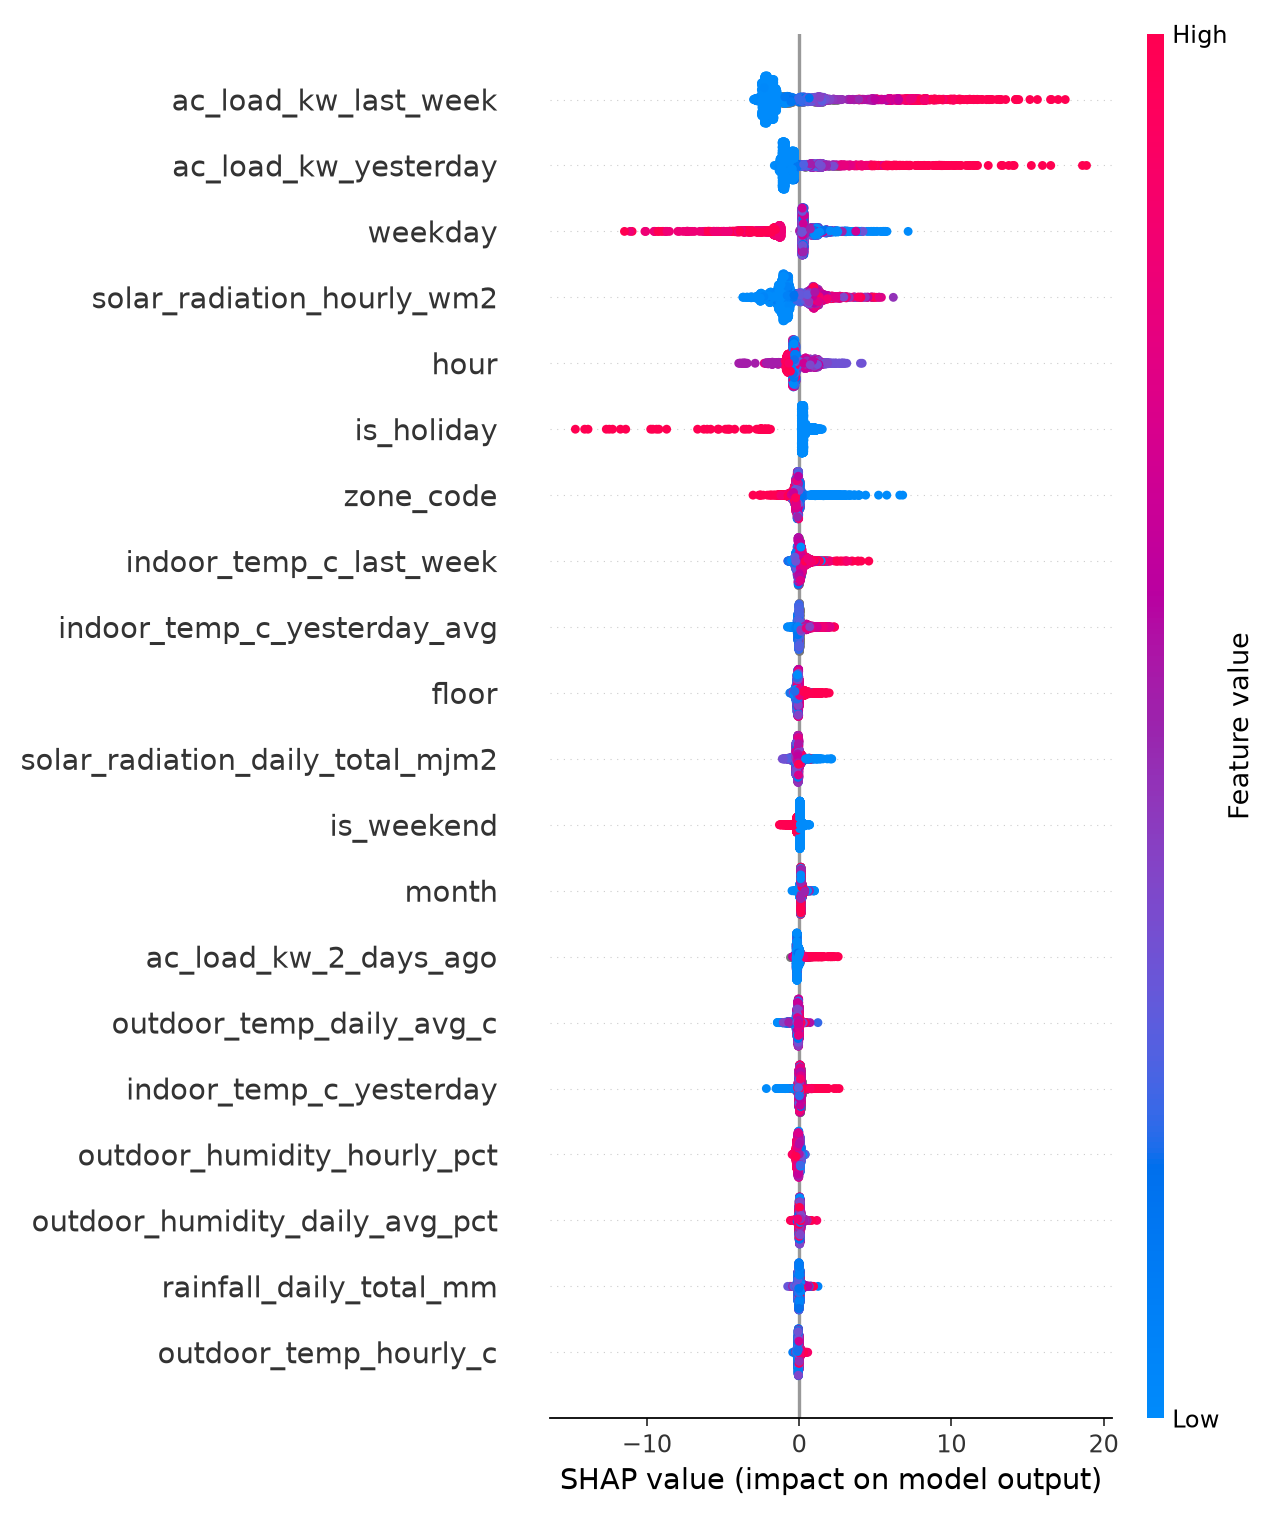 High
ac_load_kw_last_week
ac_load_kw_yesterday
weekday
solar_radiation_hourly_wm2
hour
is_holiday
zone_code
indoor_temp_c_last_week
indoor_temp_c_yesterday_avg
floor
solar_radiation_daily_total_mjm2
is_weekend
month
ac_load_kw_2_days_ago
outdoor_temp_daily_avg_c
indoor_temp_c_yesterday
outdoor_humidity_hourly_pct
outdoor_humidity_daily_avg_pct
rainfall_daily_total_mm
outdoor_temp_hourly_c
Feature value
Low
−10 0 10 20
SHAP value (impact on model output)